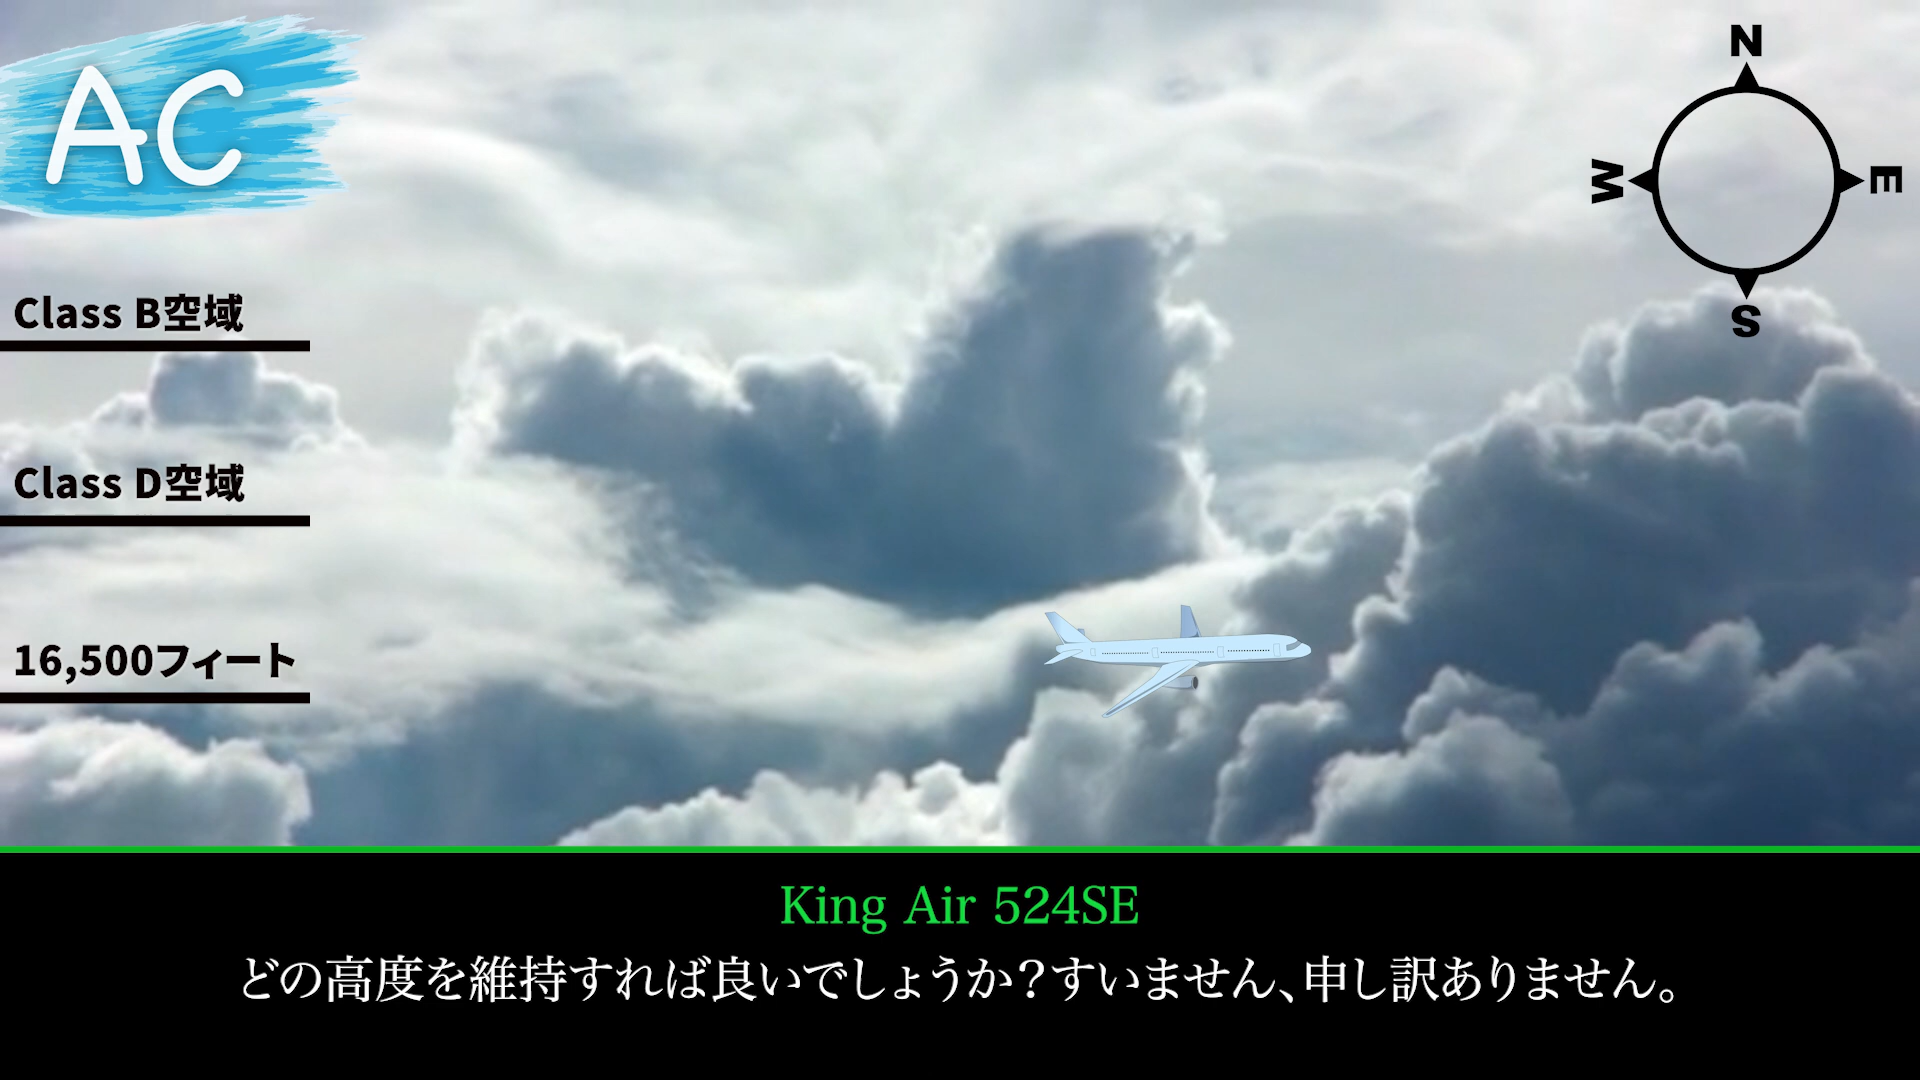 AC
N
W
E
S
Class B空域
Class D空域
16,500フィート
King Air 524SE
どの高度を維持すれば良いでしょうか？すいません、申し訳ありません。